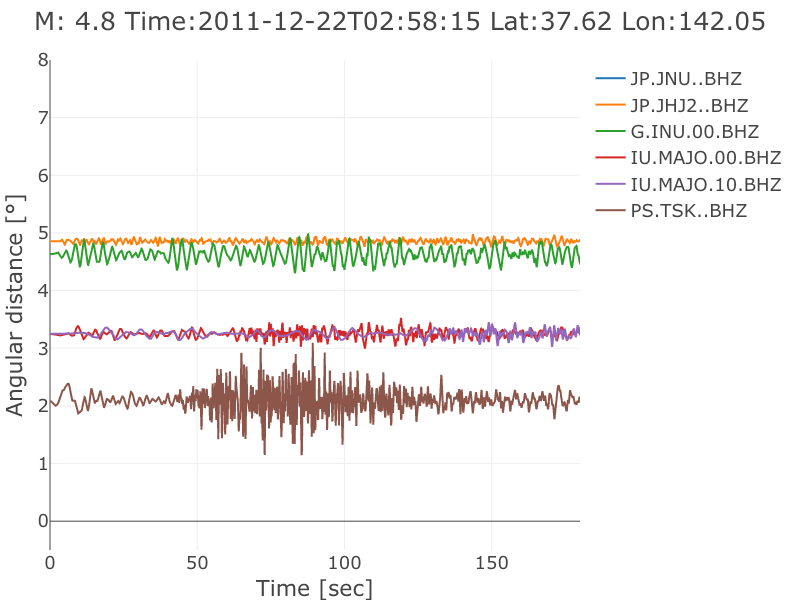 M: 4.8 Time:2011-12-22T02:58:15 Lat:37.62 Lon:142.05
JP.JNU..BHZ
JP.JHJ2..BHZ
G.INU.00.BHZ
IU.MAJO.00.BHZ
IU.MAJO.10.BHZ
PS.TSK..BHZ
Angular distance [°]
8
7
6
5
4
3
2
1
0
0 50 100 150
Time [sec]